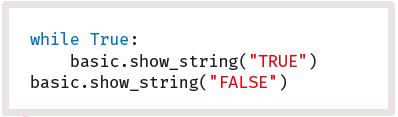 while True:
    basic.show_string("TRUE")
basic.show_string("FALSE")